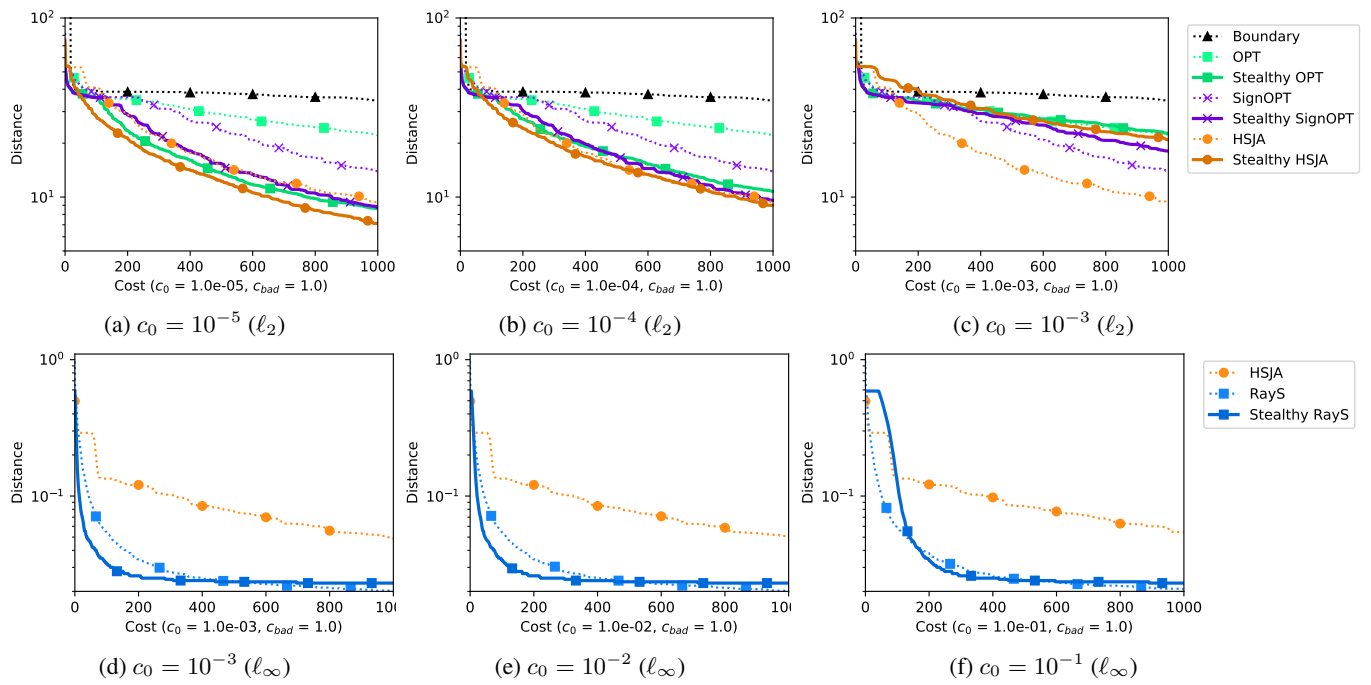 10²
10¹
Distance
0 200 400 600 800 1000
Cost (c₀ = 1.0e-05, c_bad = 1.0)
(a) c₀ = 10⁻⁵ (ℓ₂)
10²
10¹
Distance
0 200 400 600 800 1000
Cost (c₀ = 1.0e-04, c_bad = 1.0)
(b) c₀ = 10⁻⁴ (ℓ₂)
10²
10¹
Distance
0 200 400 600 800 1000
Cost (c₀ = 1.0e-03, c_bad = 1.0)
(c) c₀ = 10⁻³ (ℓ₂)
Boundary
OPT
Stealthy OPT
SignOPT
Stealthy SignOPT
HSJA
Stealthy HSJA
10⁰
10⁻¹
Distance
0 200 400 600 800 1000
Cost (c₀ = 1.0e-03, c_bad = 1.0)
(d) c₀ = 10⁻³ (ℓ∞)
10⁰
10⁻¹
Distance
0 200 400 600 800 1000
Cost (c₀ = 1.0e-02, c_bad = 1.0)
(e) c₀ = 10⁻² (ℓ∞)
10⁰
10⁻¹
Distance
0 200 400 600 800 1000
Cost (c₀ = 1.0e-01, c_bad = 1.0)
(f) c₀ = 10⁻¹ (ℓ∞)
HSJA
RayS
Stealthy RayS